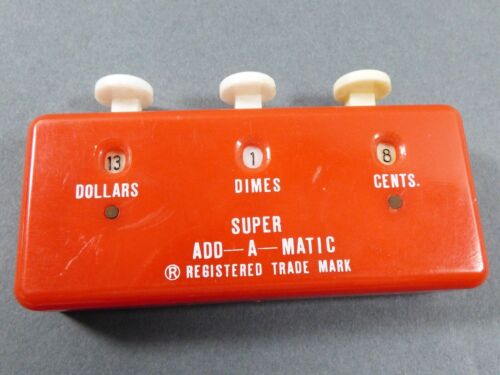 13 1 8
DOLLARS DIMES CENTS.
SUPER
ADD—A—MATIC
® REGISTERED TRADE MARK